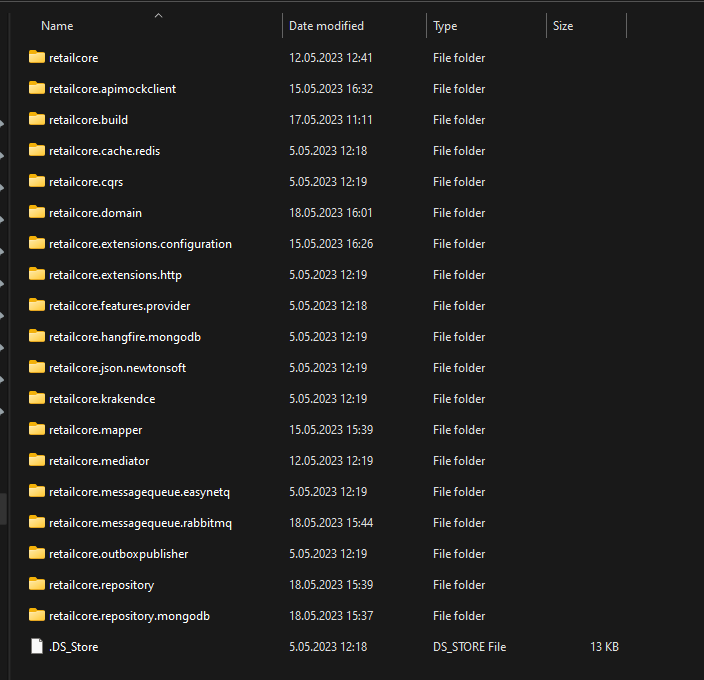 Name Date modified Type Size
retailcore 12.05.2023 12:41 File folder
retailcore.apimockclient 15.05.2023 16:32 File folder
retailcore.build 17.05.2023 11:11 File folder
retailcore.cache.redis 5.05.2023 12:18 File folder
retailcore.cqrs 5.05.2023 12:19 File folder
retailcore.domain 18.05.2023 16:01 File folder
retailcore.extensions.configuration 15.05.2023 16:26 File folder
retailcore.extensions.http 5.05.2023 12:19 File folder
retailcore.features.provider 5.05.2023 12:18 File folder
retailcore.hangfire.mongodb 5.05.2023 12:19 File folder
retailcore.json.newtonsoft 5.05.2023 12:19 File folder
retailcore.krakendce 5.05.2023 12:19 File folder
retailcore.mapper 15.05.2023 15:39 File folder
retailcore.mediator 12.05.2023 12:19 File folder
retailcore.messagequeue.easynetq 5.05.2023 12:19 File folder
retailcore.messagequeue.rabbitmq 18.05.2023 15:44 File folder
retailcore.outboxpublisher 5.05.2023 12:19 File folder
retailcore.repository 18.05.2023 15:39 File folder
retailcore.repository.mongodb 18.05.2023 15:37 File folder
.DS_Store 5.05.2023 12:18 DS_STORE File 13 KB